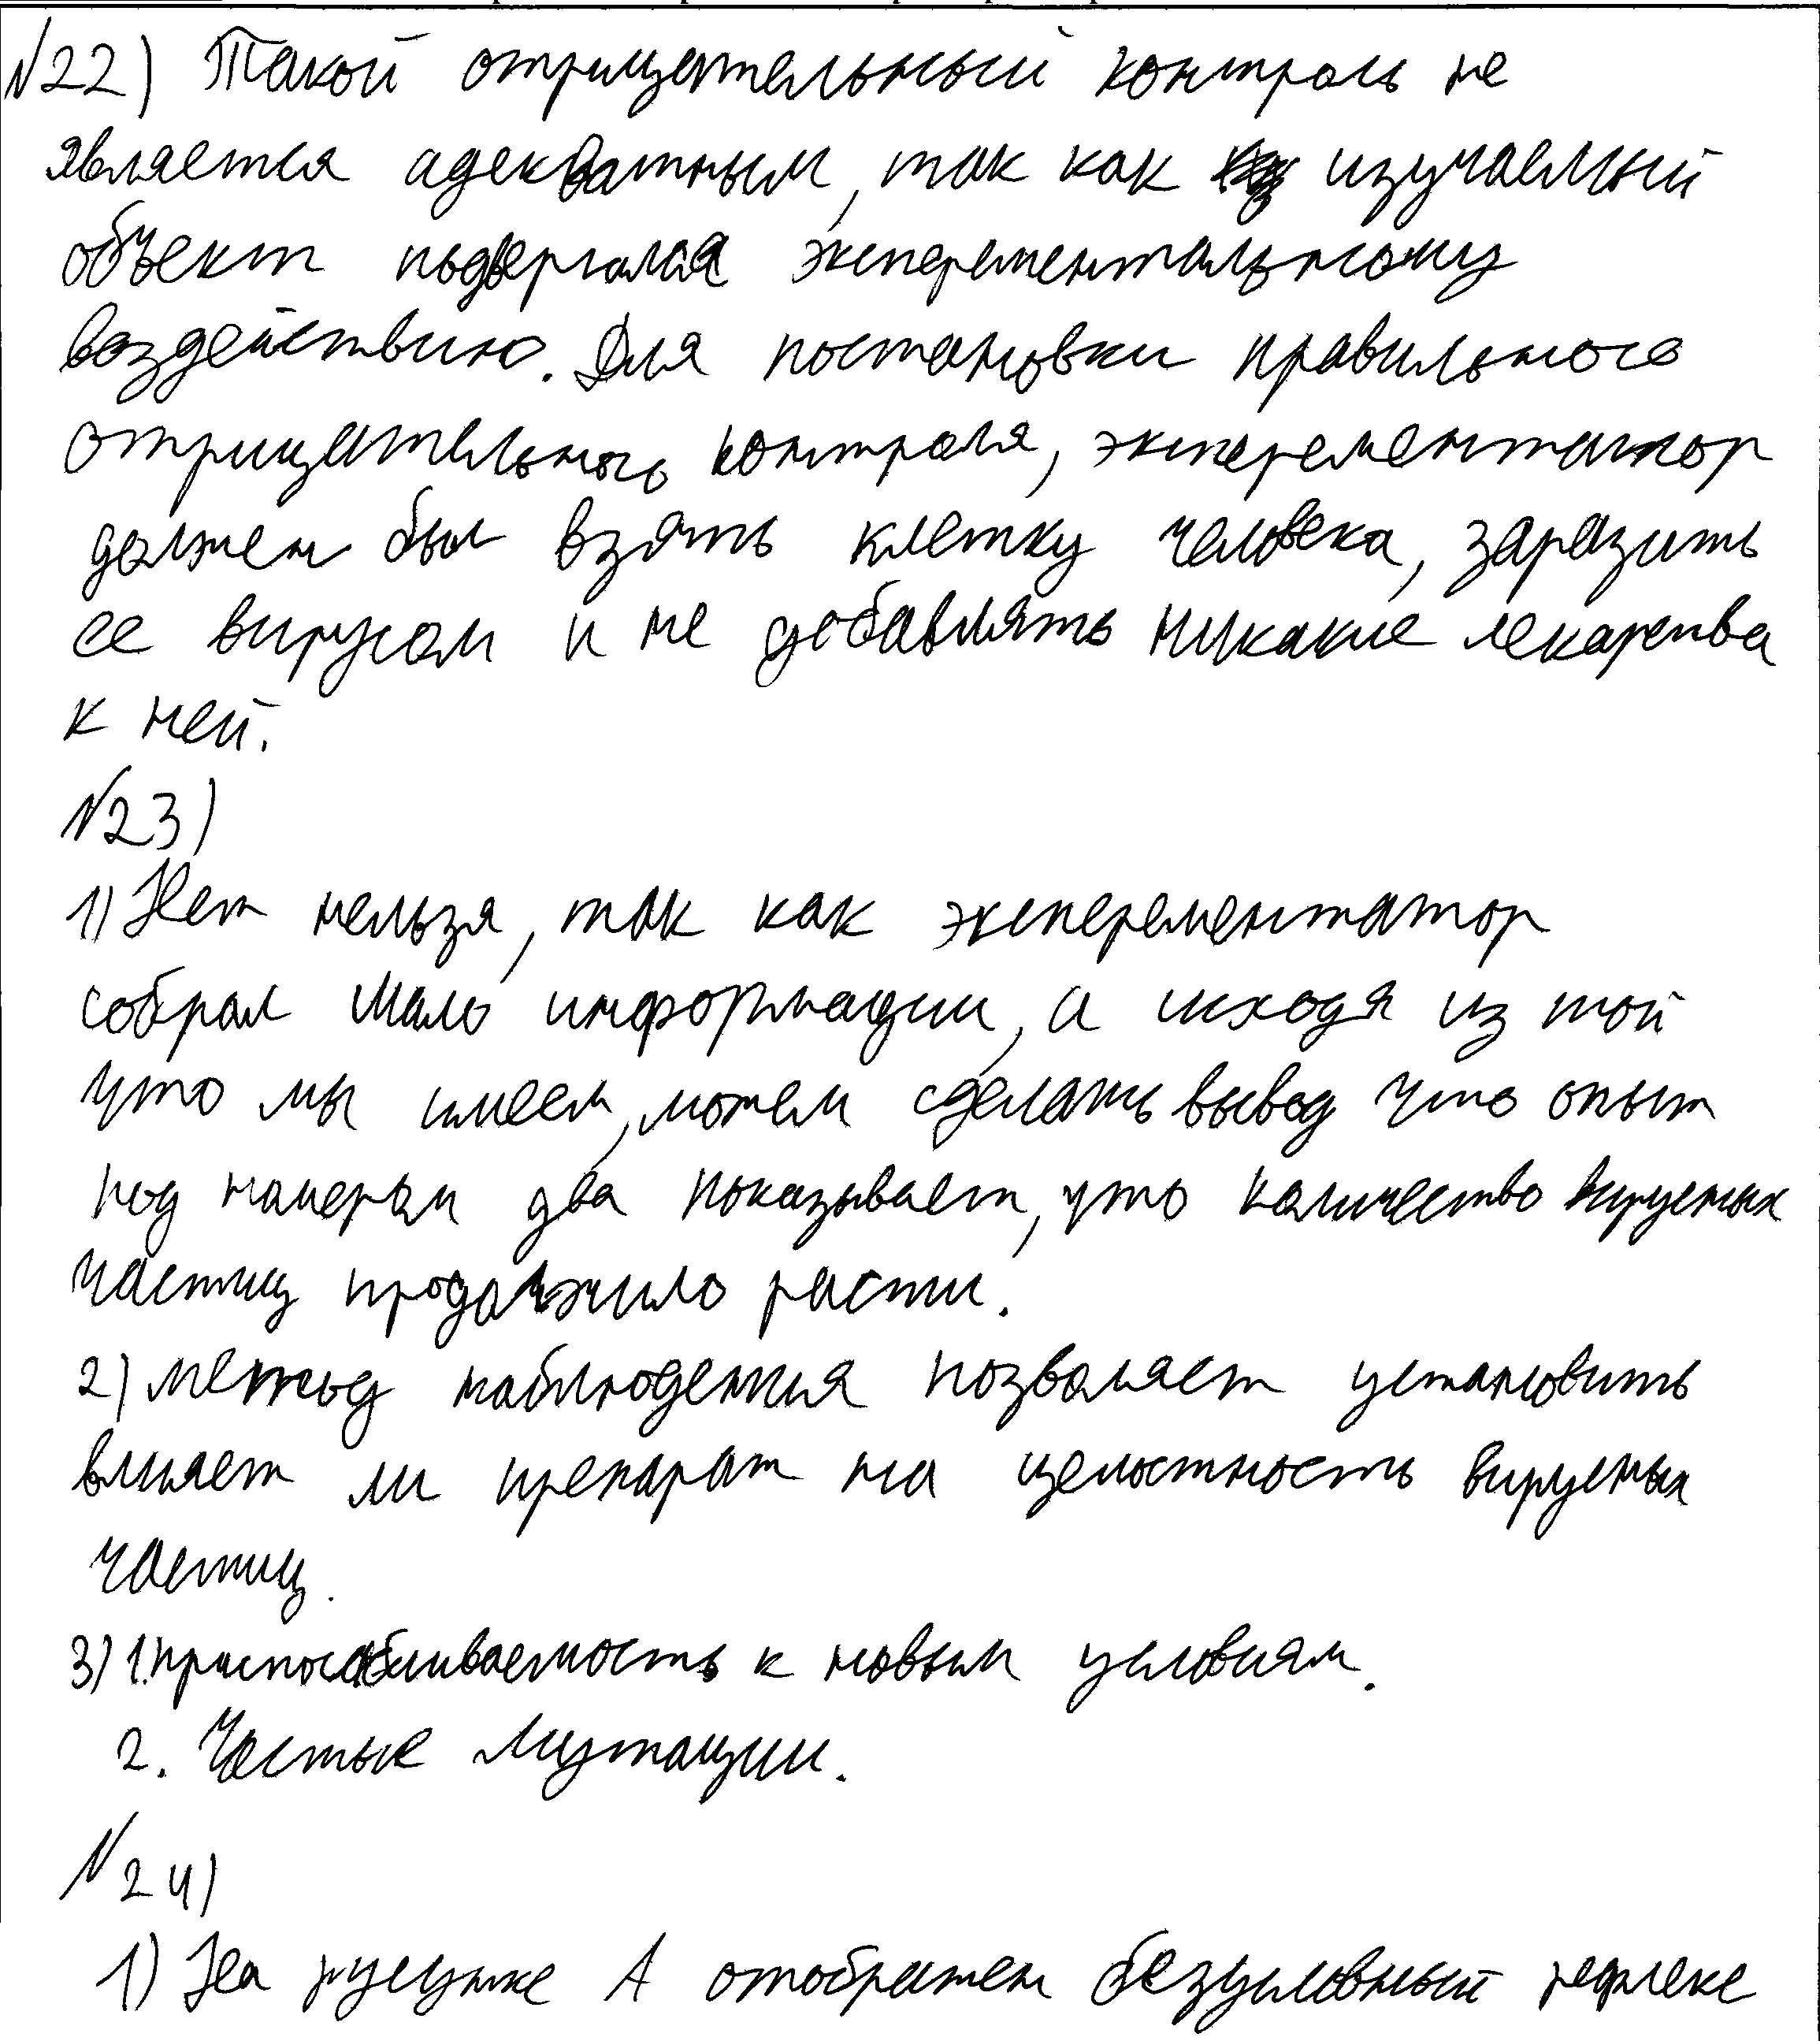 №22) Такой отрицательный контроль не
является адекватным, так как изучаемый
объект подвергался эксперементальному
воздействию. Для постановки правильного
отрицательного контроля, эксперементатор
должен был взять клетку человека, заразить
ее вирусом и не добавлять никакие лекарства
к ней.
№23)
1) Нет нельзя, так как эксперементатор
собрал мало информации, а исходя из той
что мы имеем, можем сделать вывод что опыт
под номером два показывает, что количество вирусных
частиц продолжило расти.
2) Метод наблюдения позволяет установить
влияет ли препарат на целостность вирусных
частиц.
3) 1. Приспосабливаемость к новым условиям.
2. Частые мутации.
№24)
1) На рисунке А отображен безусловный рефлекс